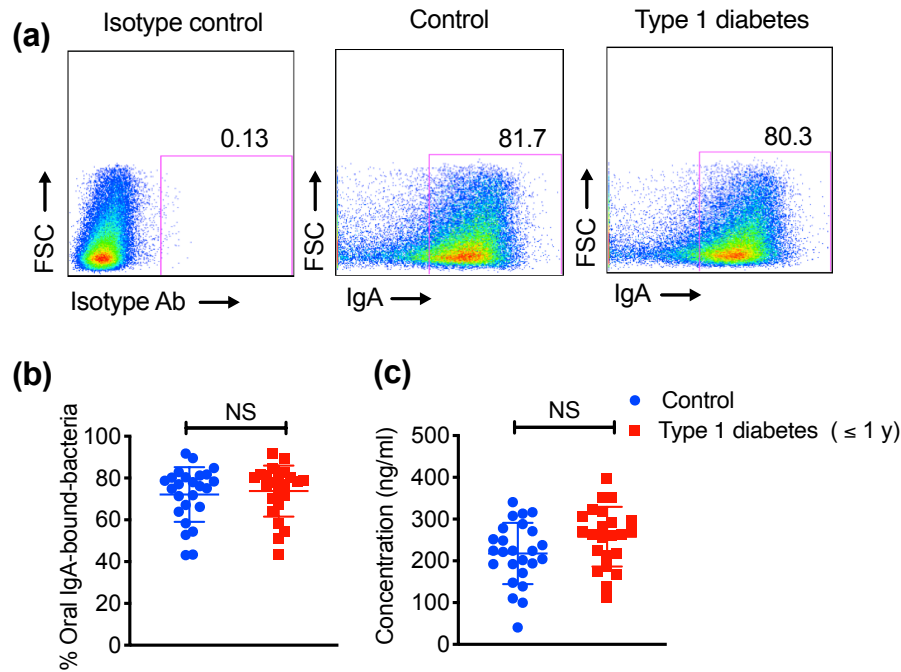 (a)
Isotype control
Control
Type 1 diabetes
0.13
81.7
80.3
FSC
FSC
FSC
Isotype Ab
IgA
IgA
(b)
NS
% Oral IgA-bound-bacteria
100
80
60
40
20
0
(c)
NS
Control
Type 1 diabetes ( ≤ 1 y)
Concentration (ng/ml)
500
400
300
200
100
0